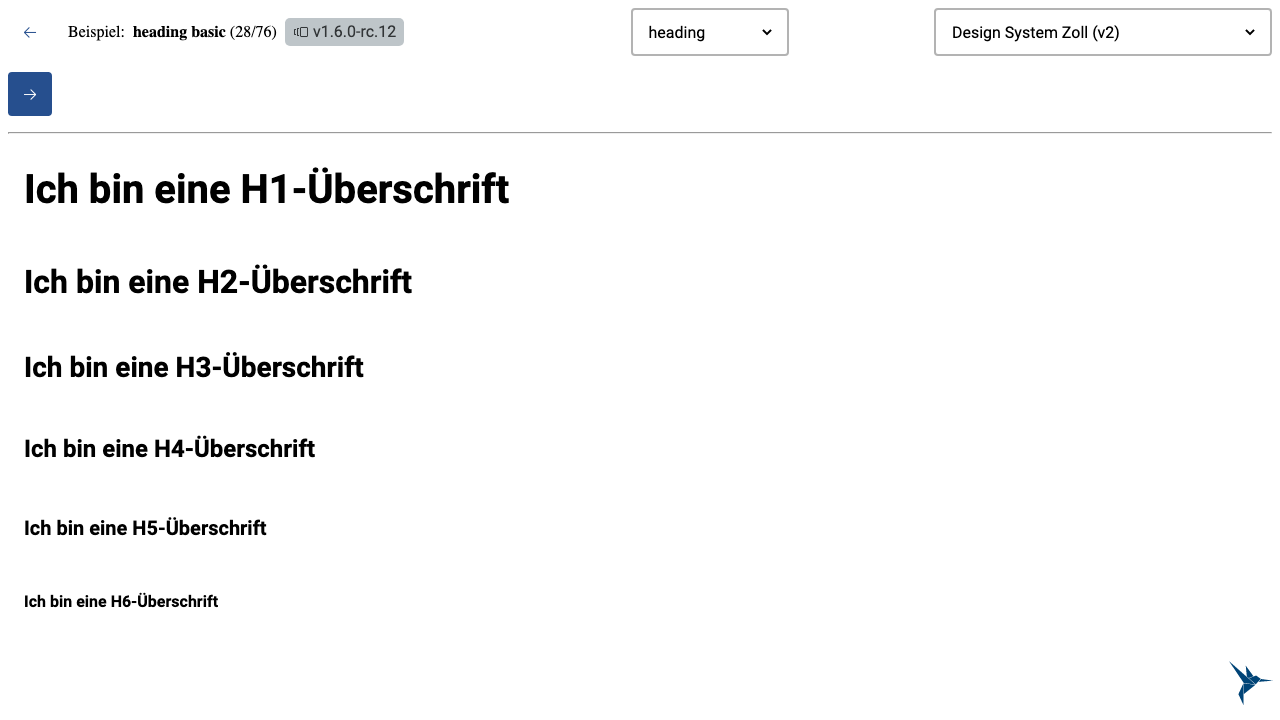 Beispiel: heading basic (28/76) v1.6.0-rc.12 heading Design System Zoll (v2)
Ich bin eine H1-Überschrift
Ich bin eine H2-Überschrift
Ich bin eine H3-Überschrift
Ich bin eine H4-Überschrift
Ich bin eine H5-Überschrift
Ich bin eine H6-Überschrift